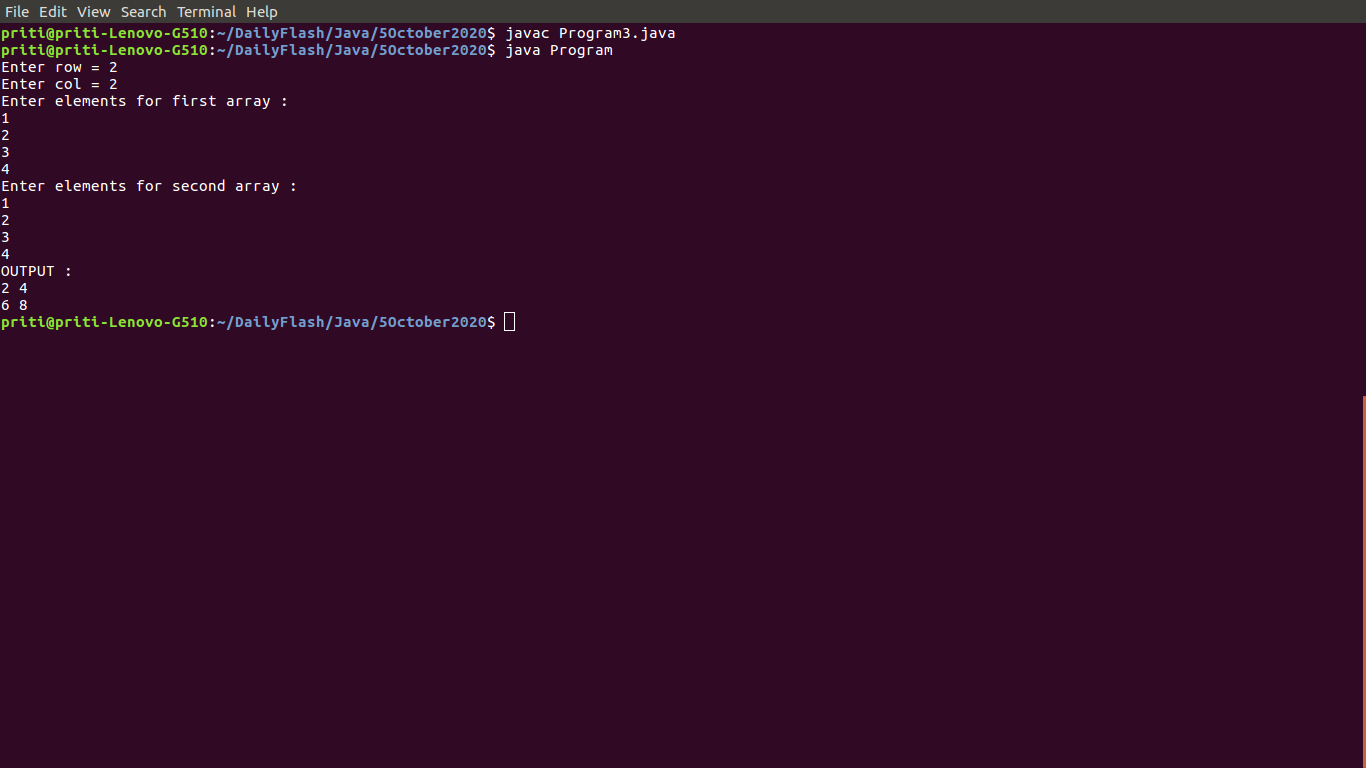 File Edit View Search Terminal Help
priti@priti-Lenovo-G510:~/DailyFlash/Java/5October2020$ javac Program3.java
priti@priti-Lenovo-G510:~/DailyFlash/Java/5October2020$ java Program
Enter row = 2
Enter col = 2
Enter elements for first array :
1
2
3
4
Enter elements for second array :
1
2
3
4
OUTPUT :
2 4
6 8
priti@priti-Lenovo-G510:~/DailyFlash/Java/5October2020$